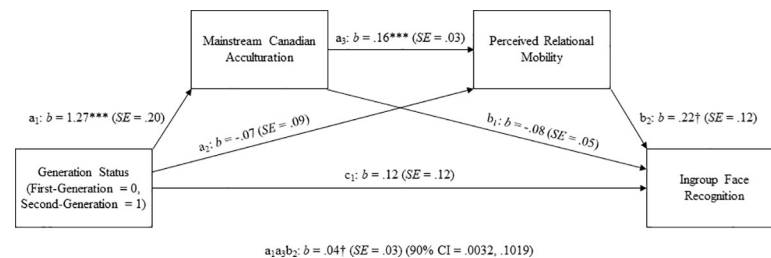 Mainstream Canadian
Acculturation
a₃: b = .16*** (SE = .03)
Perceived Relational
Mobility
a₁: b = 1.27*** (SE = .20)
a₂: b = -.07 (SE = .09)
b₁: b = -.08 (SE = .05)
b₂: b = .22† (SE = .12)
Generation Status
(First-Generation = 0,
Second-Generation = 1)
c₁: b = .12 (SE = .12)
Ingroup Face
Recognition
a₁a₃b₂: b = .04† (SE = .03) (90% CI = .0032, .1019)